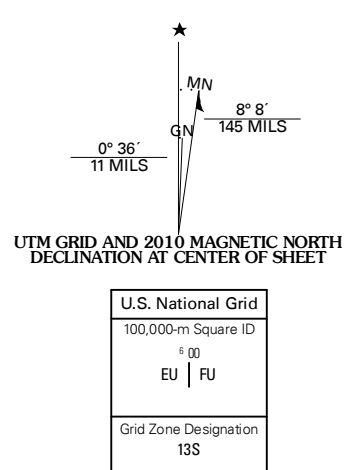 ★
MN
8° 8´
145 MILS
GN
0° 36´
11 MILS
UTM GRID AND 2010 MAGNETIC NORTH
DECLINATION AT CENTER OF SHEET
U.S. National Grid
100,000-m Square ID
6 00
EU FU
Grid Zone Designation
13S